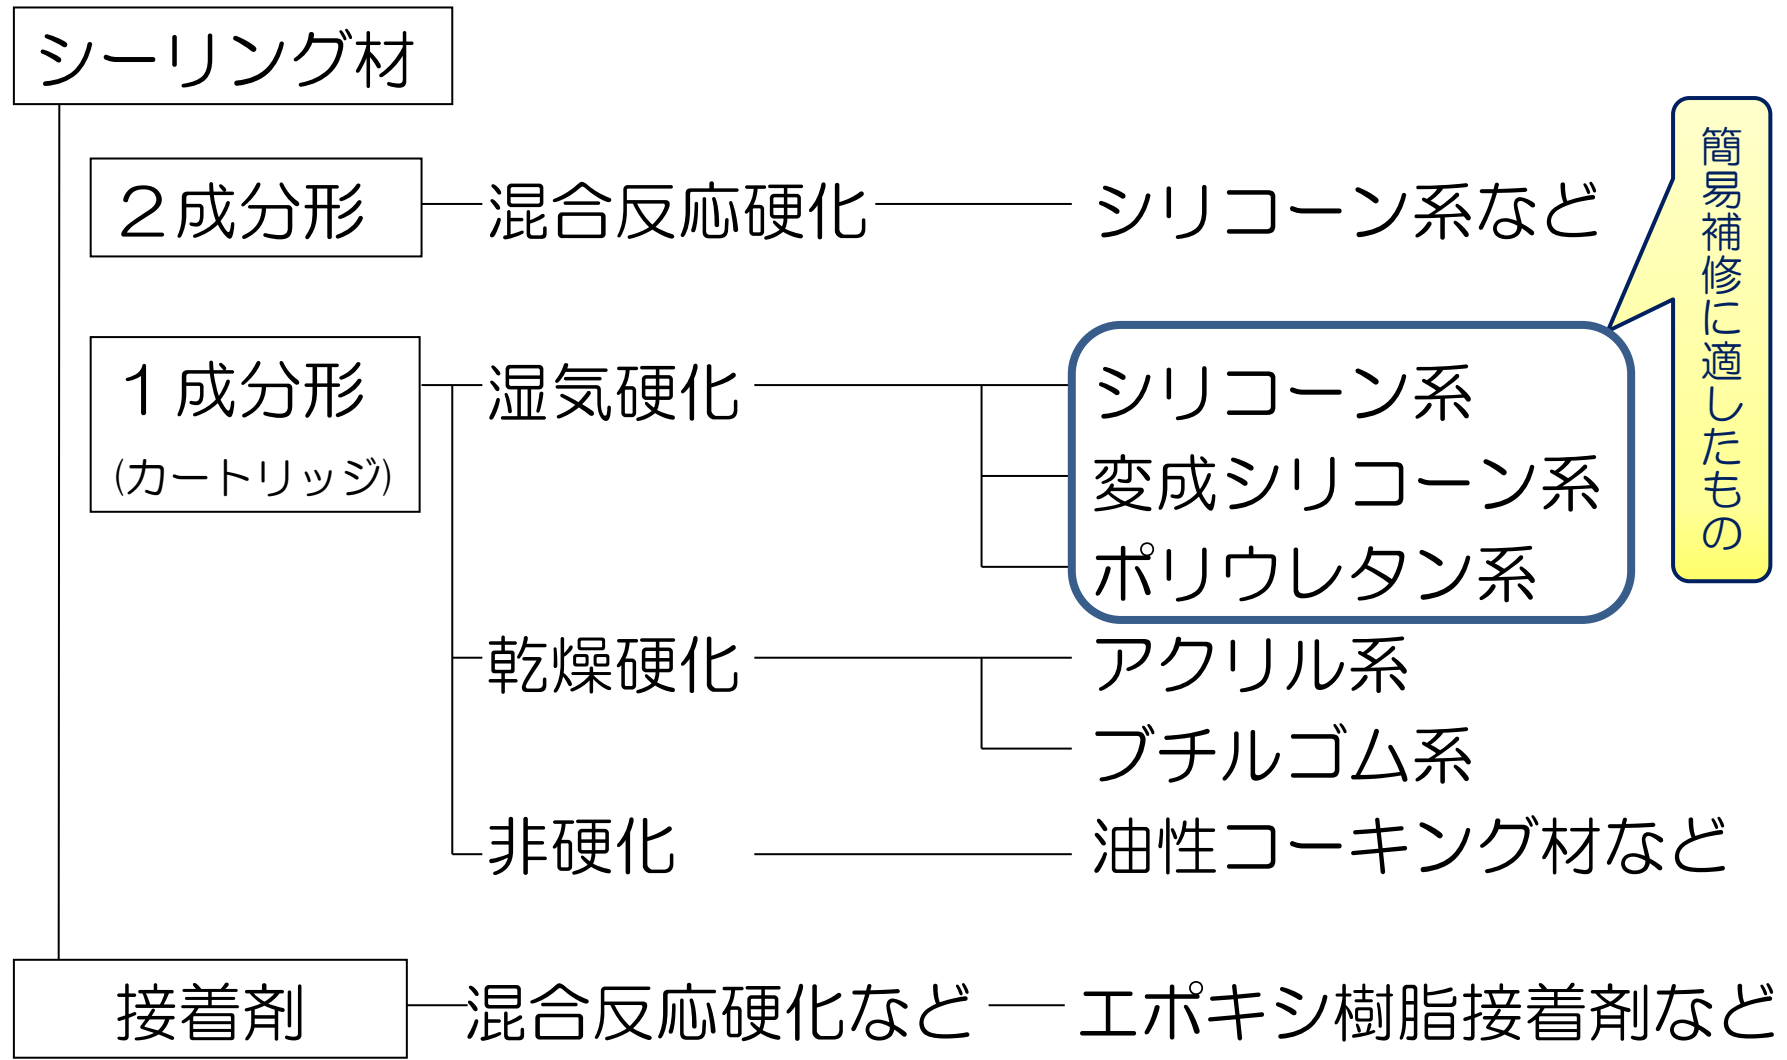 シーリング材
２成分形
混合反応硬化
シリコーン系など
簡易補修に適したもの
１成分形
(カートリッジ)
湿気硬化
シリコーン系
変成シリコーン系
ポリウレタン系
乾燥硬化
アクリル系
ブチルゴム系
非硬化
油性コーキング材など
接着剤
混合反応硬化など
エポキシ樹脂接着剤など